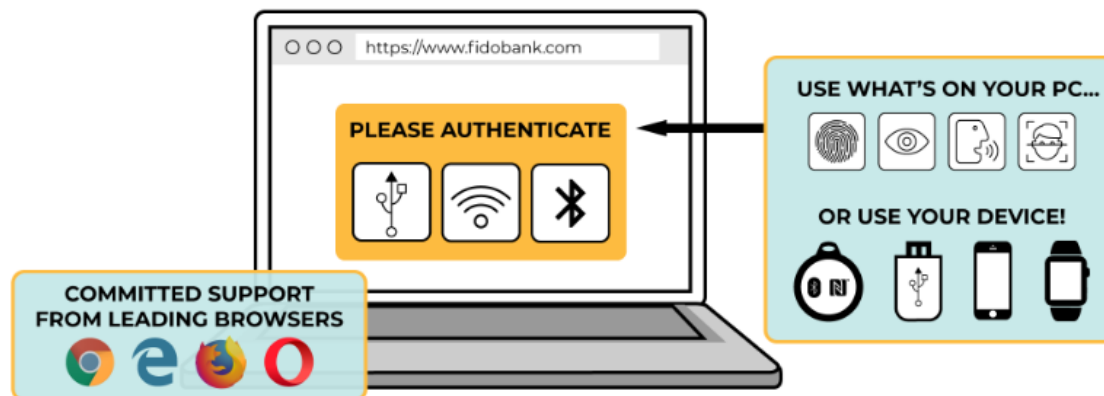 https://www.fidobank.com
PLEASE AUTHENTICATE
USE WHAT'S ON YOUR PC...
OR USE YOUR DEVICE!
COMMITTED SUPPORT
FROM LEADING BROWSERS